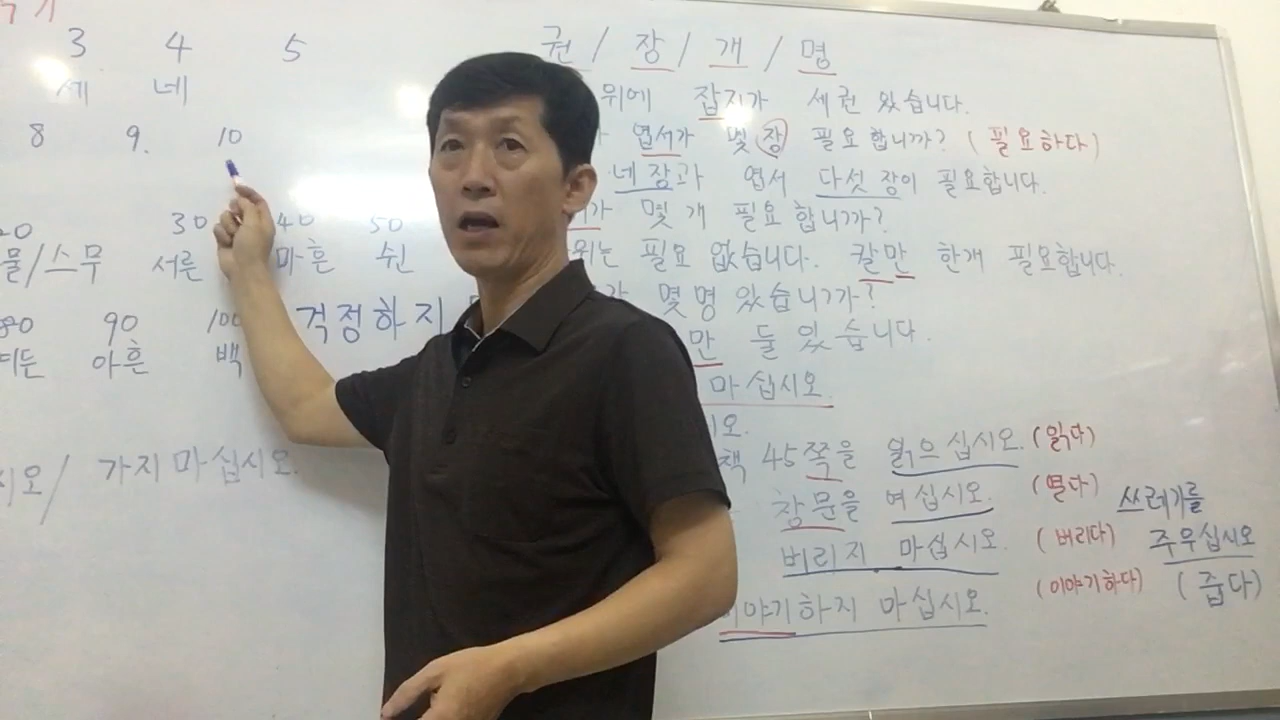 3 4 5
세 네
8 9. 10
20 30 40 50
물/스무 서른 마흔 쉰
80 90 100
여든 아흔 백
걱정하지
시오/ 가지 마십시오.
권 / 장 / 개 / 명
위에 잡지가 세권 있습니다.
엽서가 몇 장 필요합니까? (필요하다)
네 장과 엽서 다섯 장이 필요합니다.
가 몇 개 필요합니까?
위는 필요 없습니다. 칼만 한개 필요합니다.
가 몇명 있습니까?
만 둘 있습니다.
마십시오.
시오.
책 45쪽을 읽으십시오. (읽다)
창문을 여십시오. (열다) 쓰레기를
버리지 마십시오. (버리다) 주우십시오
이야기하지 마십시오. (이야기하다) (줍다)